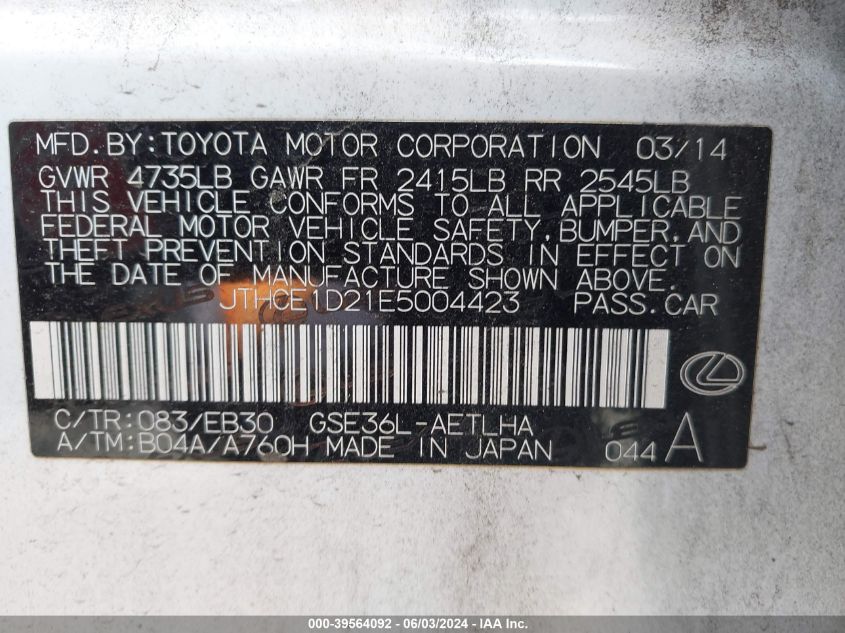 MFD. BY: TOYOTA MOTOR CORPORATION 03/14
GVWR 4735LB GAWR FR 2415LB RR 2545LB
THIS VEHICLE CONFORMS TO ALL APPLICABLE
FEDERAL MOTOR VEHICLE SAFETY, BUMPER, AND
THEFT PREVENTION STANDARDS IN EFFECT ON
THE DATE OF MANUFACTURE SHOWN ABOVE.
JTHCE1D21E5004423 PASS. CAR
C/TR: 083/EB30 GSE36L-AETLHA
A/TM: B04A/A760H MADE IN JAPAN 044 A
000-39564092 - 06/03/2024 - IAA Inc.